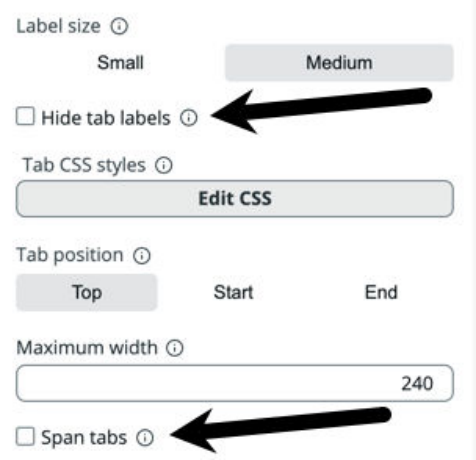 Label size
Small Medium
Hide tab labels
Tab CSS styles
Edit CSS
Tab position
Top Start End
Maximum width
240
Span tabs